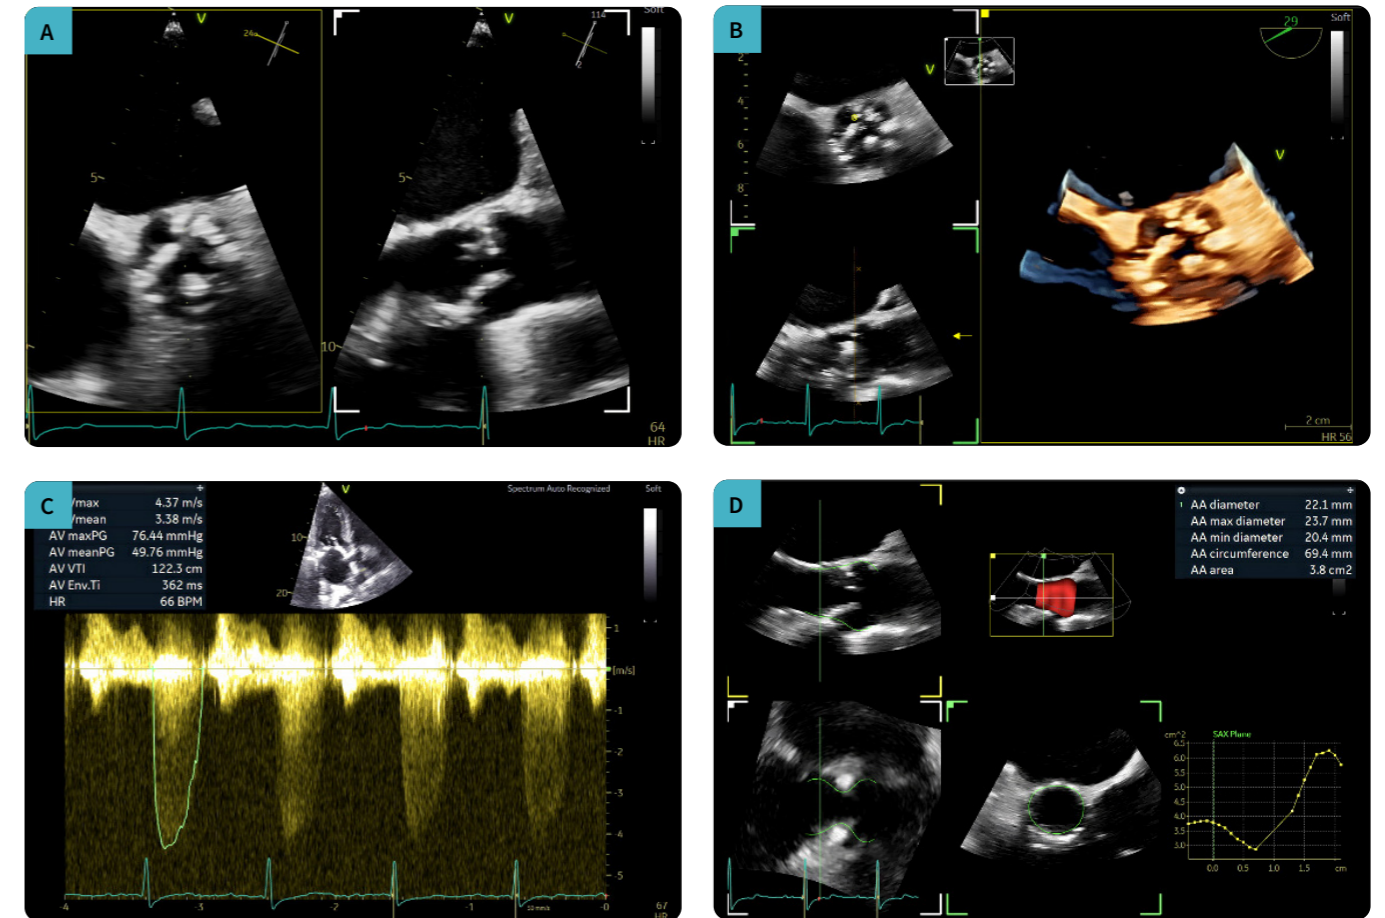 A
V
V
Soft
24
114
5
5
10
64
HR
B
29
Soft
V
V
2
4
6
8
2 cm
HR 56
C
V
Spectrum Auto Recognized
Soft
/max 4.37 m/s
/mean 3.38 m/s
AV maxPG 76.44 mmHg
AV meanPG 49.76 mmHg
AV VTI 122.3 cm
AV Env.Ti 362 ms
HR 66 BPM
10
20
1
[m/s]
-1
-2
-3
-4
-5
-4 -3 -2 -1 -0
67
HR
D
1 AA diameter 22.1 mm
AA max diameter 23.7 mm
AA min diameter 20.4 mm
AA circumference 69.4 mm
AA area 3.8 cm2
cm^2 SAX Plane
6.5
6.0
5.5
5.0
4.5
4.0
3.5
3.0
0.0 0.5 1.0 1.5 cm